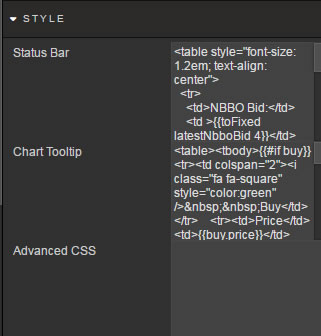 STYLE
Status Bar
<table style="font-size:
1.2em; text-align:
center">
<tr>
<td>NBBO Bid:</td>
<td >{{toFixed
latestNbboBid 4}}</td>
Chart Tooltip
<table><tbody>{{#if buy}}
<tr><td colspan="2"><i
class="fa fa-square"
style="color:green"
/>&nbsp;&nbsp;Buy</td>
</tr> <tr><td>Price</td>
<td>{{buy.price}}</td>
Advanced CSS